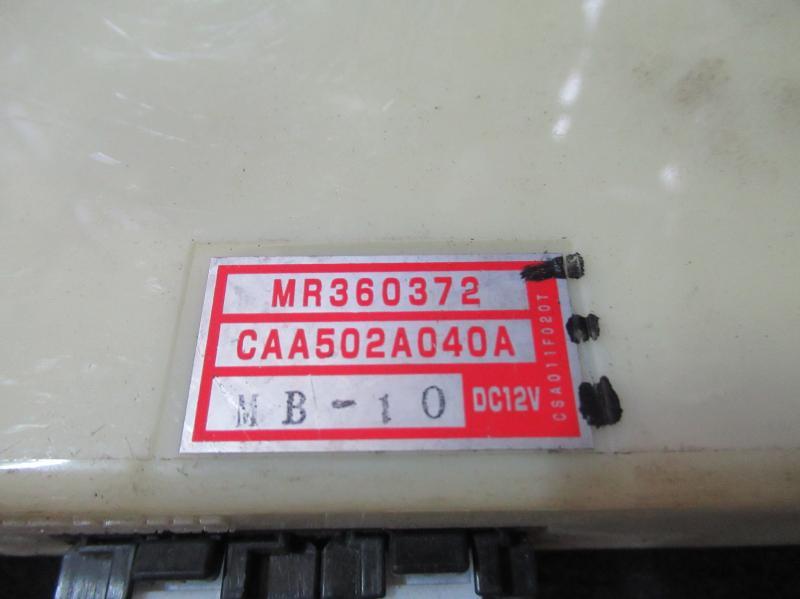 MR360372
CAA502A040A
MB-10
DC12V
CSA011F020T